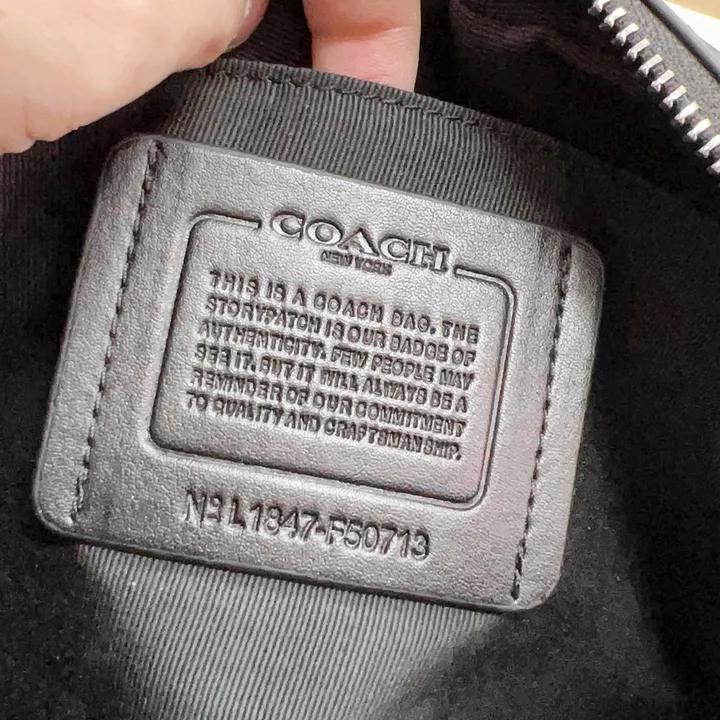 COACH
NEW YORK
THIS IS A COACH BAG. THE
STORYPATCH IS OUR BADGE OF
AUTHENTICITY. FEW PEOPLE MAY
SEE IT. BUT IT WILL ALWAYS BE A
REMINDER OF OUR COMMITMENT
TO QUALITY AND CRAFTSMANSHIP.
Nº L1847-F50713